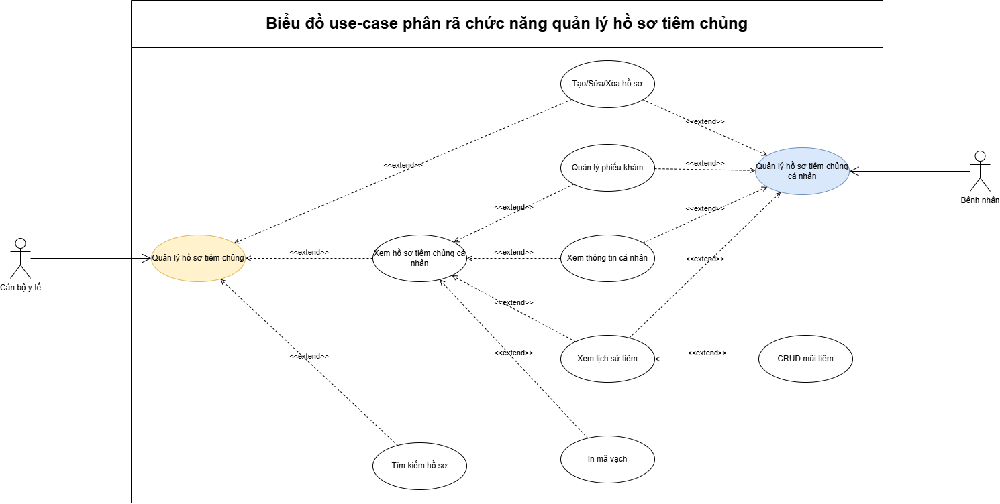 Biểu đồ use-case phân rã chức năng quản lý hồ sơ tiêm chủng
Tạo/Sửa/Xóa hồ sơ
<<extend>>
<<extend>>
Quản lý phiếu khám
<<extend>>
Quản lý hồ sơ tiêm chủng
cá nhân
Bệnh nhân
<<extend>>
<<extend>>
Quản lý hồ sơ tiêm chủng
<<extend>>
Xem hồ sơ tiêm chủng cá
nhân
<<extend>>
Xem thông tin cá nhân
<<extend>>
Cán bộ y tế
<<extend>>
<<extend>>
<<extend>>
Xem lịch sử tiêm
<<extend>>
CRUD mũi tiêm
<<extend>>
Tìm kiếm hồ sơ
In mã vạch